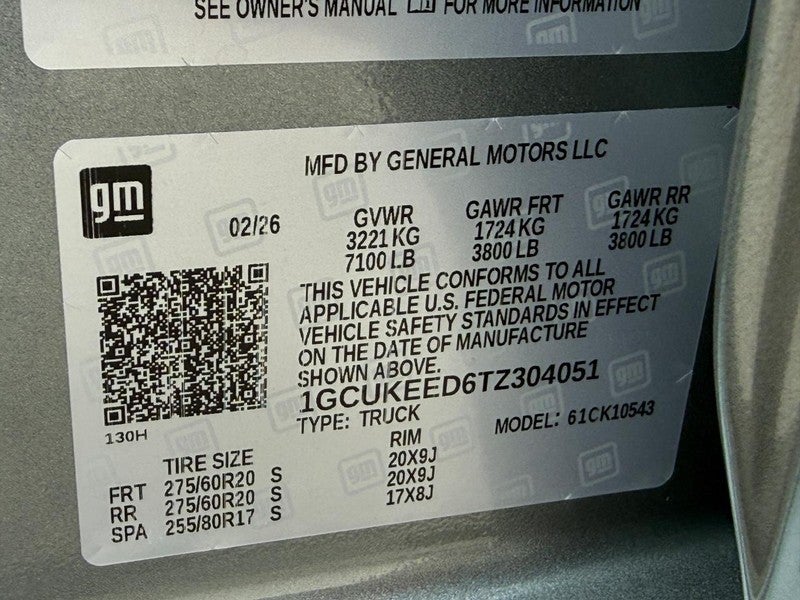 SEE OWNER'S MANUAL FOR MORE INFORMATION
MFD BY GENERAL MOTORS LLC
gm
02/26
GVWR GAWR FRT GAWR RR
3221 KG 1724 KG 1724 KG
7100 LB 3800 LB 3800 LB
THIS VEHICLE CONFORMS TO ALL
APPLICABLE U.S. FEDERAL MOTOR
VEHICLE SAFETY STANDARDS IN EFFECT
ON THE DATE OF MANUFACTURE
SHOWN ABOVE.
1GCUKEED6TZ304051
TYPE: TRUCK MODEL: 61CK10543
130H
TIRE SIZE RIM
FRT 275/60R20 S 20X9J
RR 275/60R20 S 20X9J
SPA 255/80R17 S 17X8J